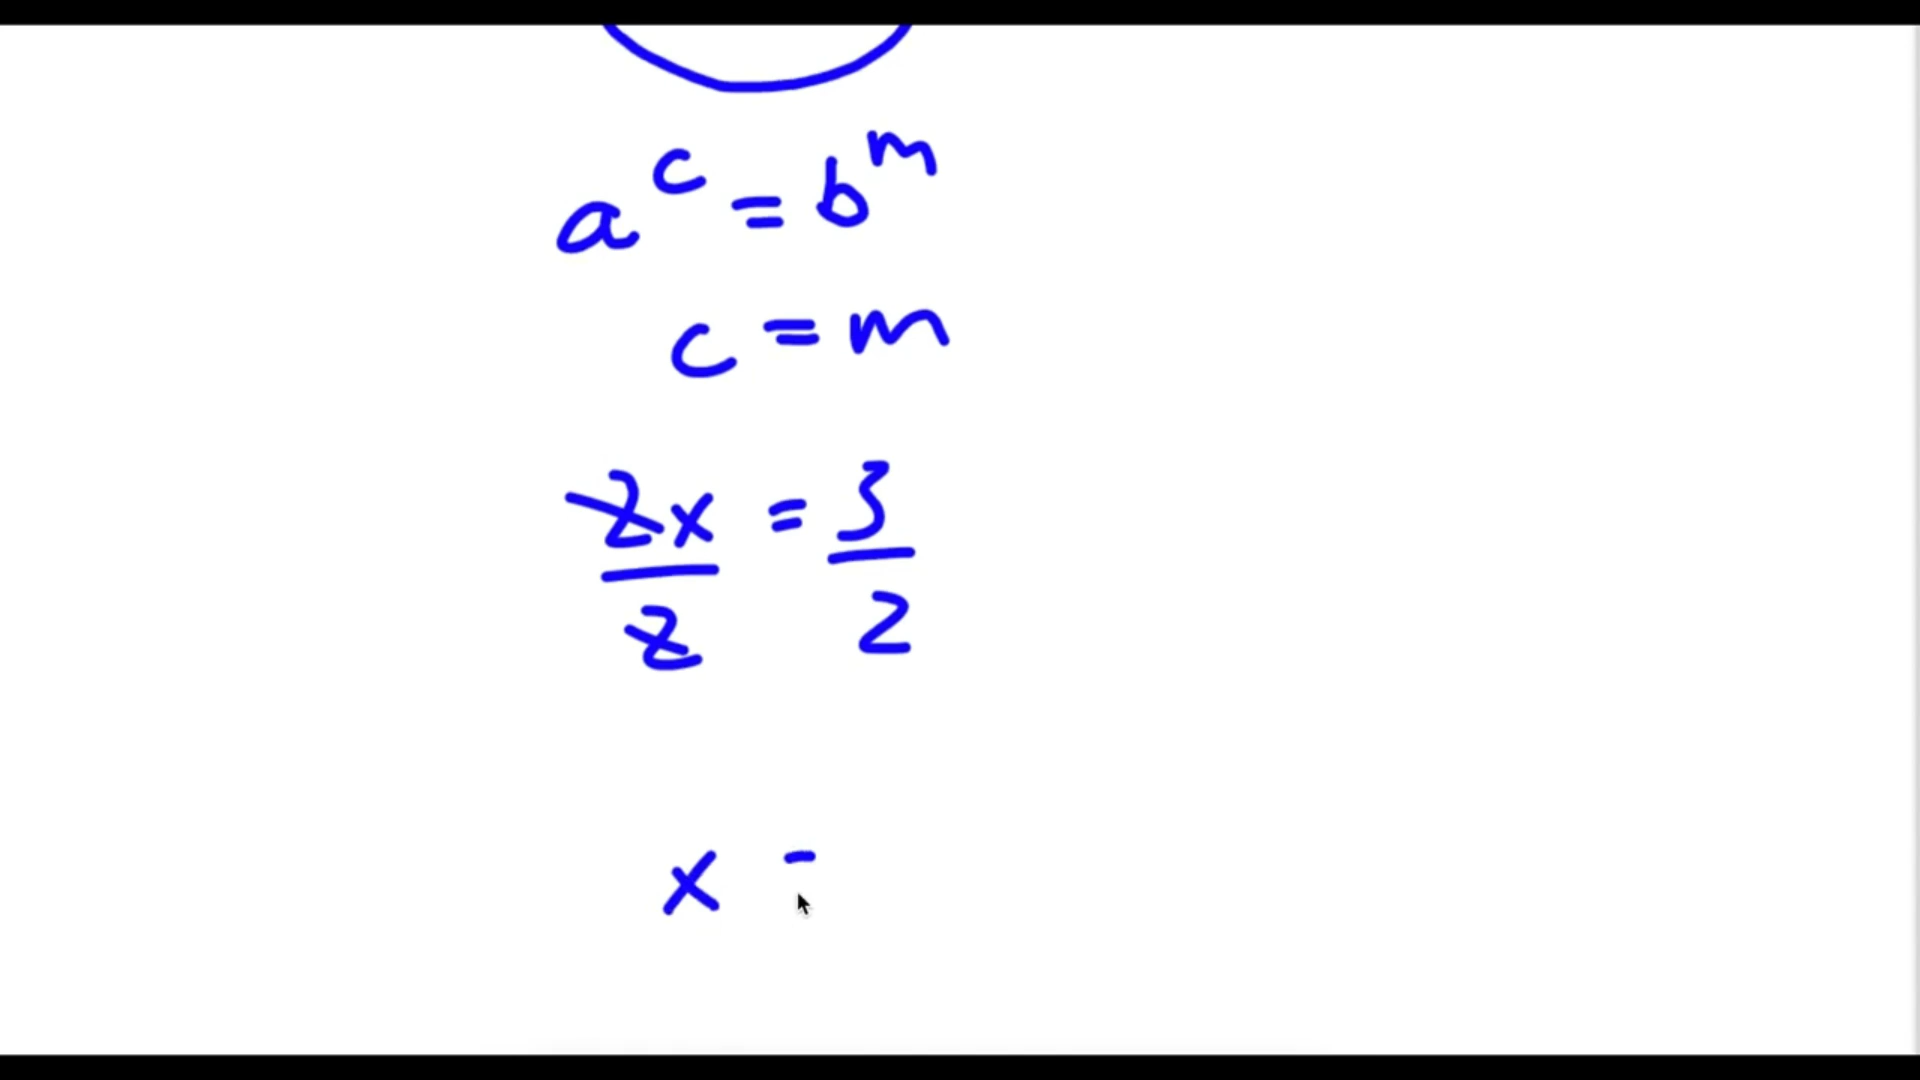 a^c = b^m
c = m
2x/2 = 3/2
x =